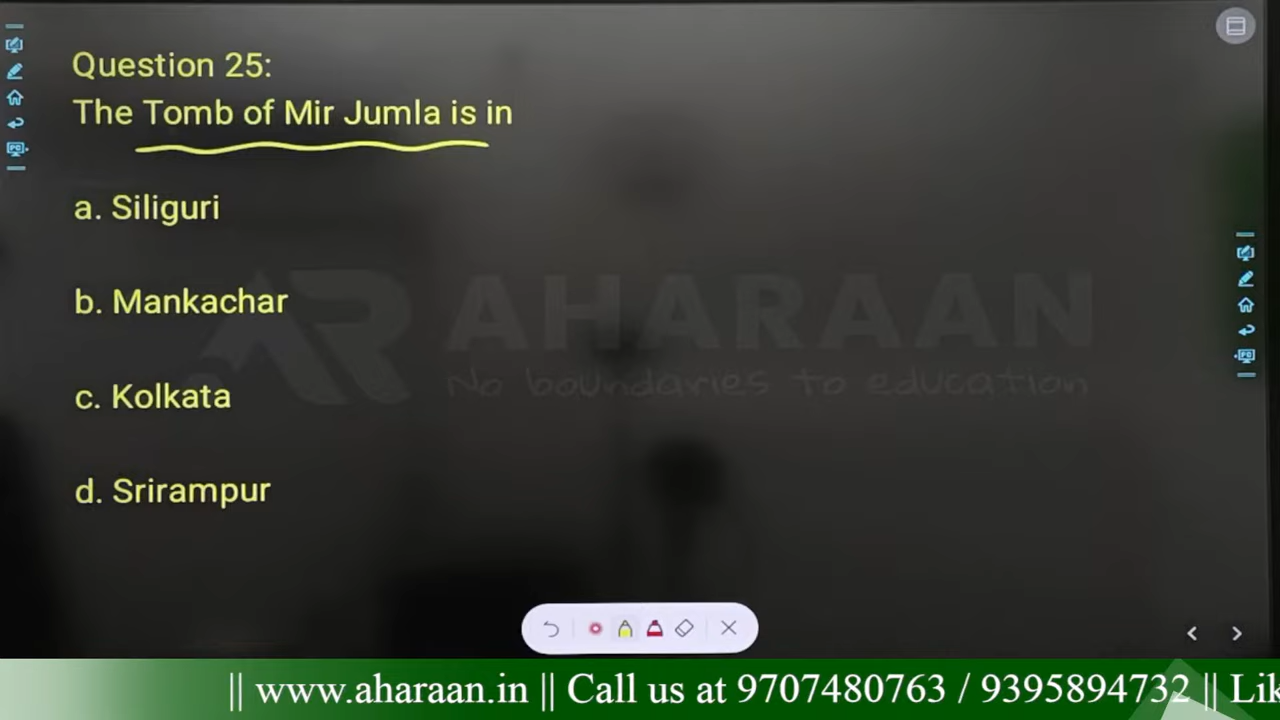 Question 25:
The Tomb of Mir Jumla is in
a. Siliguri
b. Mankachar
c. Kolkata
d. Srirampur
AHARAAN
No boundaries to education
|| www.aharaan.in || Call us at 9707480763 / 9395894732 || Lik